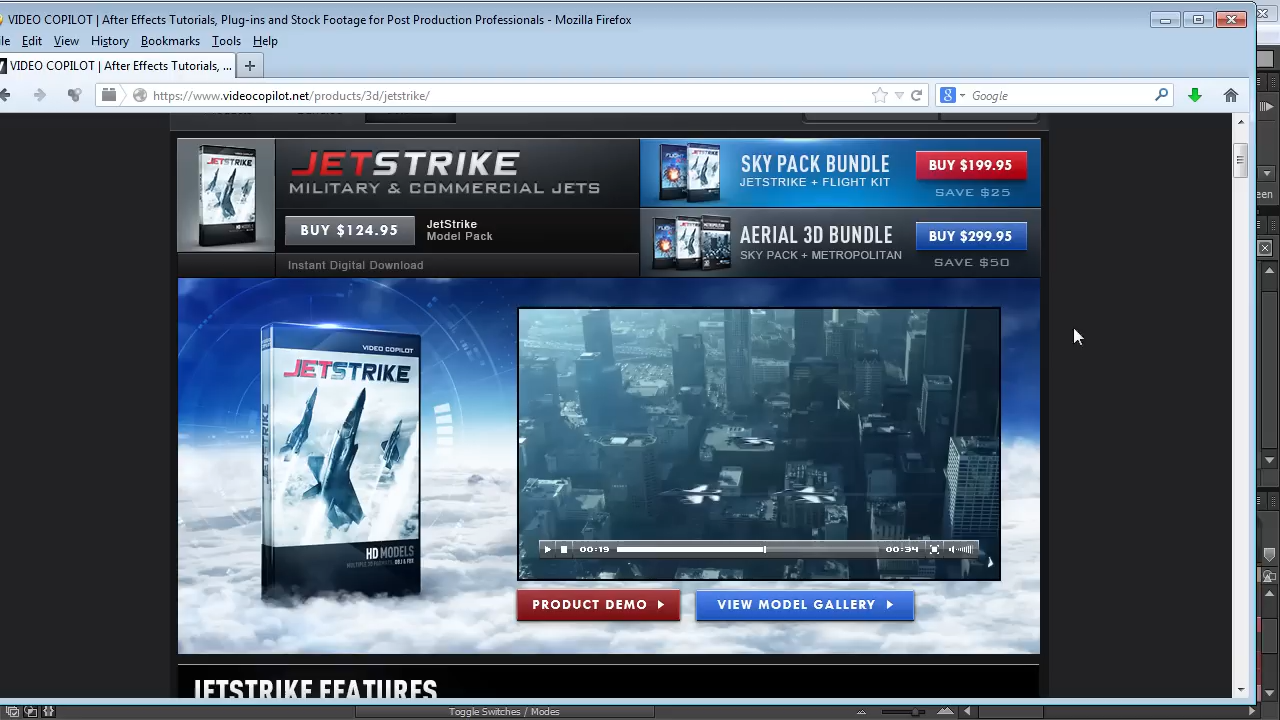 VIDEO COPILOT | After Effects Tutorials, Plug-ins and Stock Footage for Post Production Professionals - Mozilla Firefox
le Edit View History Bookmarks Tools Help
VIDEO COPILOT | After Effects Tutorials, ...
https://www.videocopilot.net/products/3d/jetstrike/
Google
JETSTRIKE
MILITARY & COMMERCIAL JETS
BUY $124.95
JetStrike
Model Pack
Instant Digital Download
SKY PACK BUNDLE
JETSTRIKE + FLIGHT KIT
BUY $199.95
SAVE $25
AERIAL 3D BUNDLE
SKY PACK + METROPOLITAN
BUY $299.95
SAVE $50
VIDEO COPILOT
JETSTRIKE
JETSTRIKE
HD MODELS
00:19
00:34
PRODUCT DEMO
VIEW MODEL GALLERY
JETSTRIKE FEATURES
Toggle Switches / Modes
een